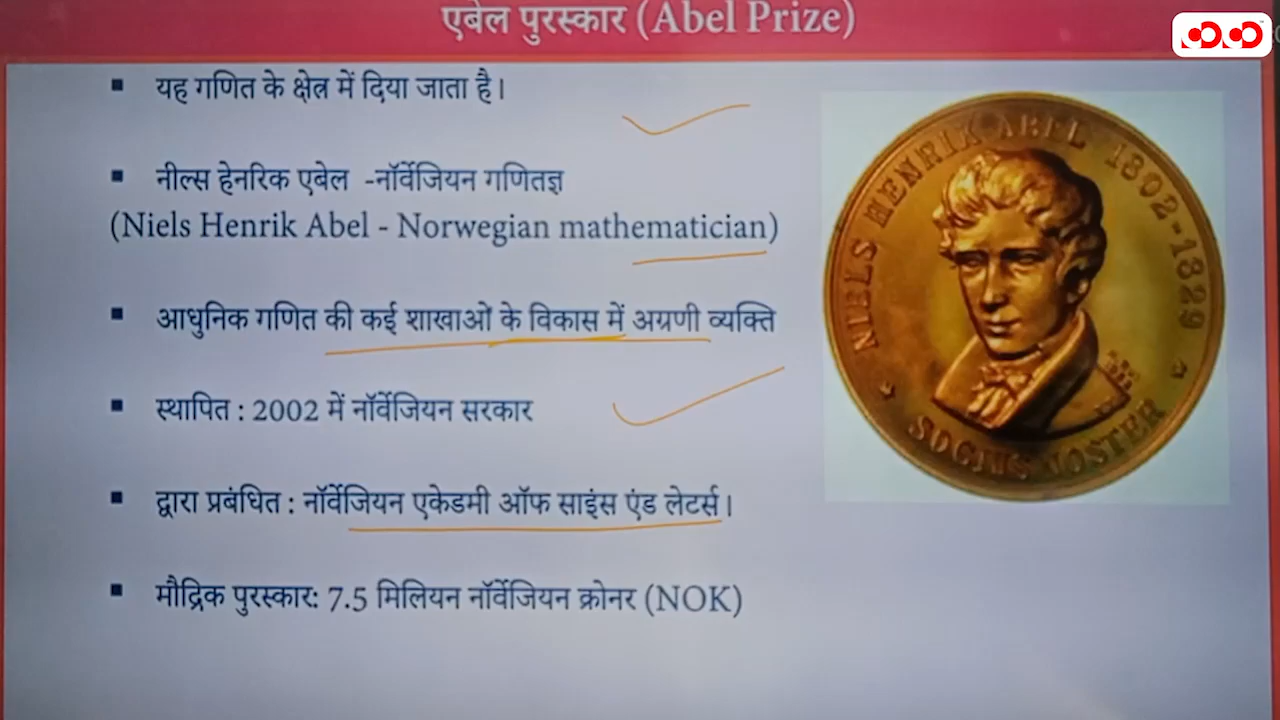 एबेल पुरस्कार (Abel Prize)
▪ यह गणित के क्षेत्र में दिया जाता है।
▪ नील्स हेनरिक एबेल -नॉर्वेजियन गणितज्ञ
(Niels Henrik Abel - Norwegian mathematician)
▪ आधुनिक गणित की कई शाखाओं के विकास में अग्रणी व्यक्ति
▪ स्थापित : 2002 में नॉर्वेजियन सरकार
▪ द्वारा प्रबंधित : नॉर्वेजियन एकेडमी ऑफ साइंस एंड लेटर्स।
▪ मौद्रिक पुरस्कार: 7.5 मिलियन नॉर्वेजियन क्रोनर (NOK)
NIELS HENRIK ABEL 1802-1829